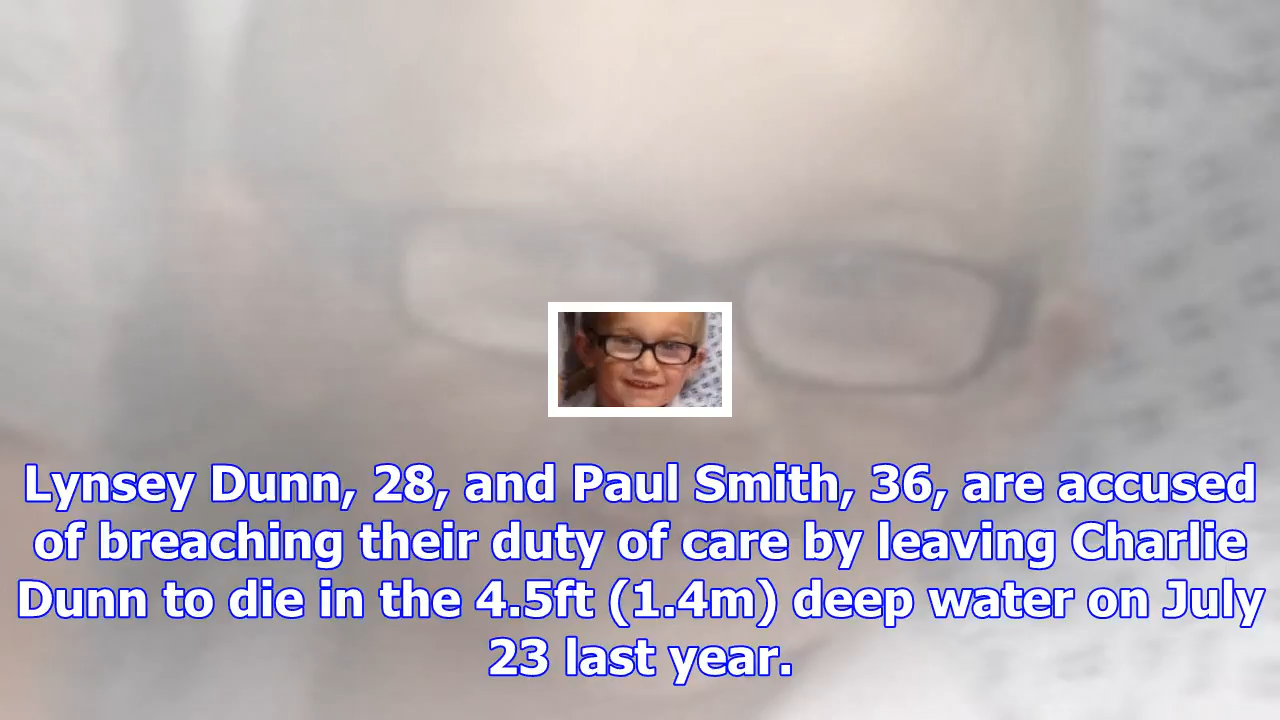 Lynsey Dunn, 28, and Paul Smith, 36, are accused
of breaching their duty of care by leaving Charlie
Dunn to die in the 4.5ft (1.4m) deep water on July
23 last year.